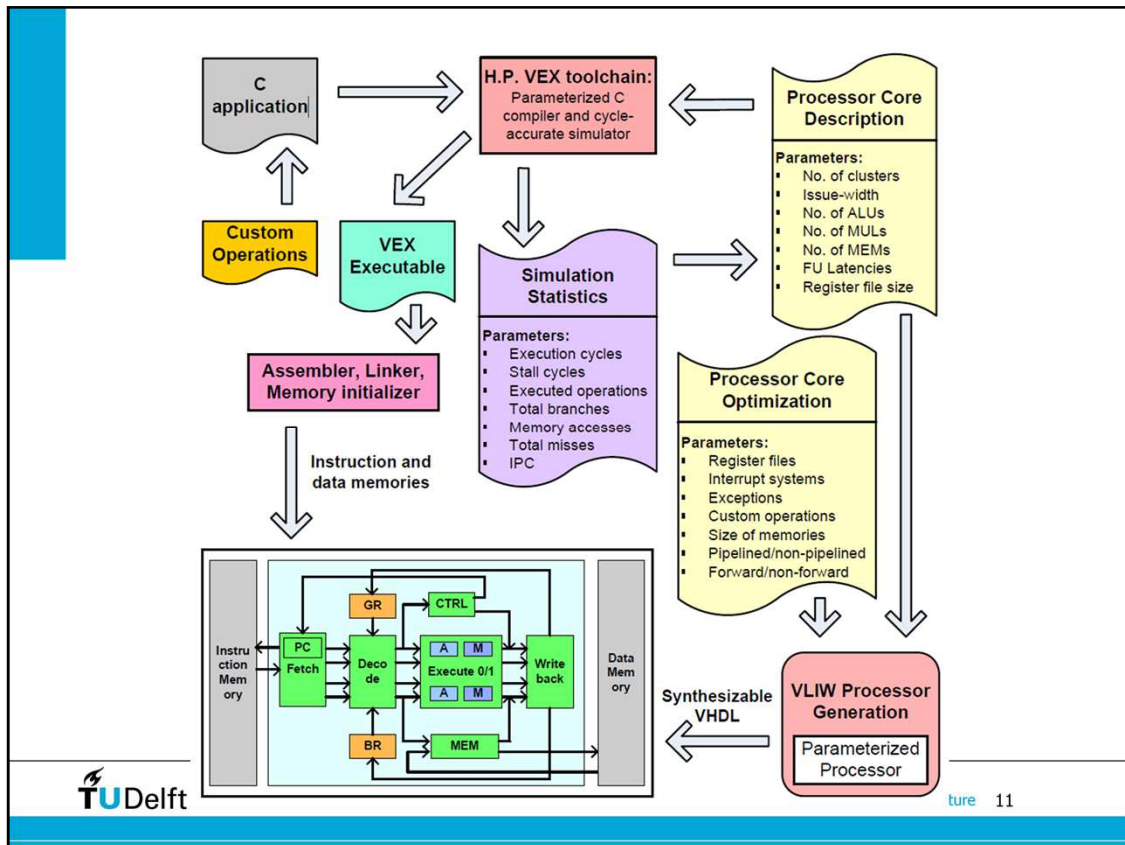 C
application
H.P. VEX toolchain:
Parameterized C
compiler and cycle-
accurate simulator
Processor Core
Description
Parameters:
▪ No. of clusters
▪ Issue-width
▪ No. of ALUs
▪ No. of MULs
▪ No. of MEMs
▪ FU Latencies
▪ Register file size
Custom
Operations
VEX
Executable
Simulation
Statistics
Parameters:
▪ Execution cycles
▪ Stall cycles
▪ Executed operations
▪ Total branches
▪ Memory accesses
▪ Total misses
▪ IPC
Assembler, Linker,
Memory initializer
Processor Core
Optimization
Parameters:
▪ Register files
▪ Interrupt systems
▪ Exceptions
▪ Custom operations
▪ Size of memories
▪ Pipelined/non-pipelined
▪ Forward/non-forward
Instruction and
data memories
Instru
ction
Mem
ory
PC
Fetch
GR
Deco
de
BR
CTRL
A M
Execute 0/1
A M
MEM
Write
back
Data
Mem
ory
Synthesizable
VHDL
VLIW Processor
Generation
Parameterized
Processor
TUDelft
ture 11